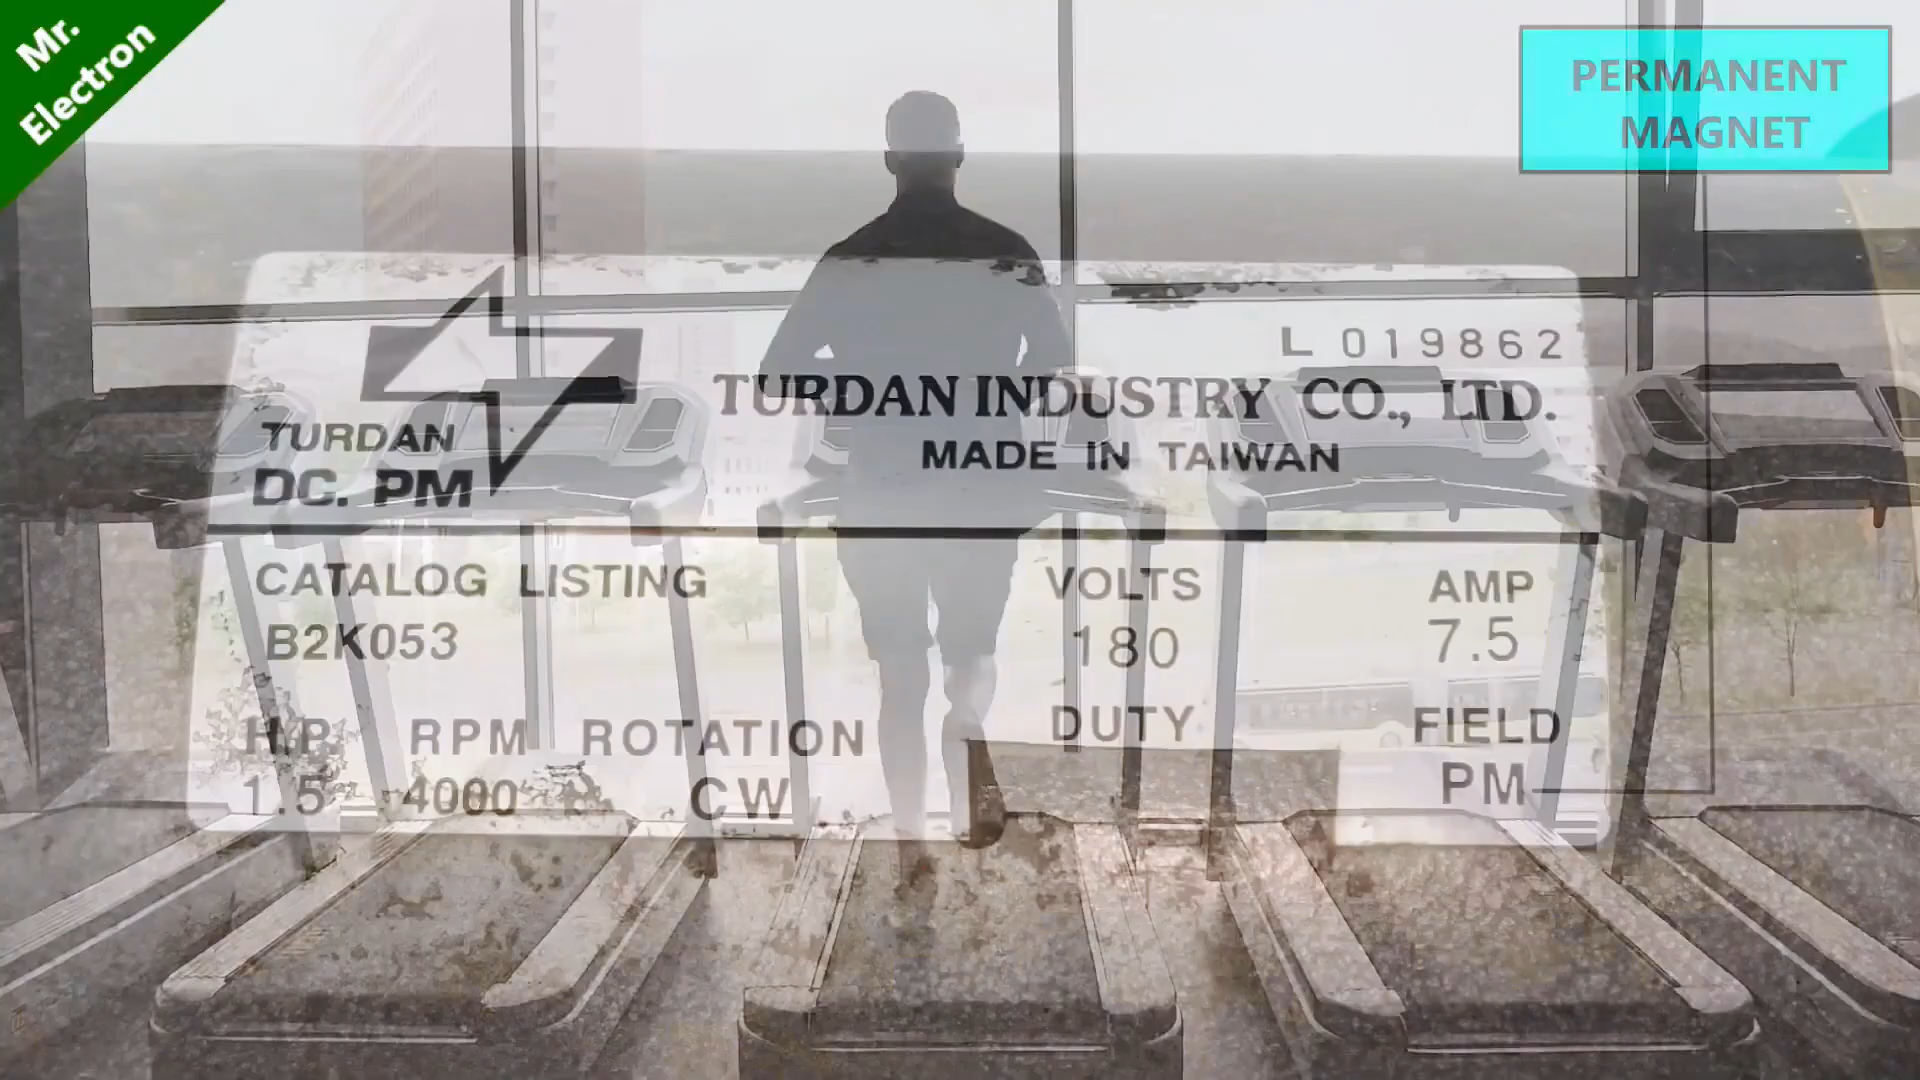 Mr.
Electron
PERMANENT
MAGNET
L 019862
TURDAN INDUSTRY CO., LTD.
MADE IN TAIWAN
TURDAN
DC. PM
CATALOG LISTING
B2K053
VOLTS
180
AMP
7.5
H.P. RPM ROTATION
1.5 4000 CW
DUTY
FIELD
PM